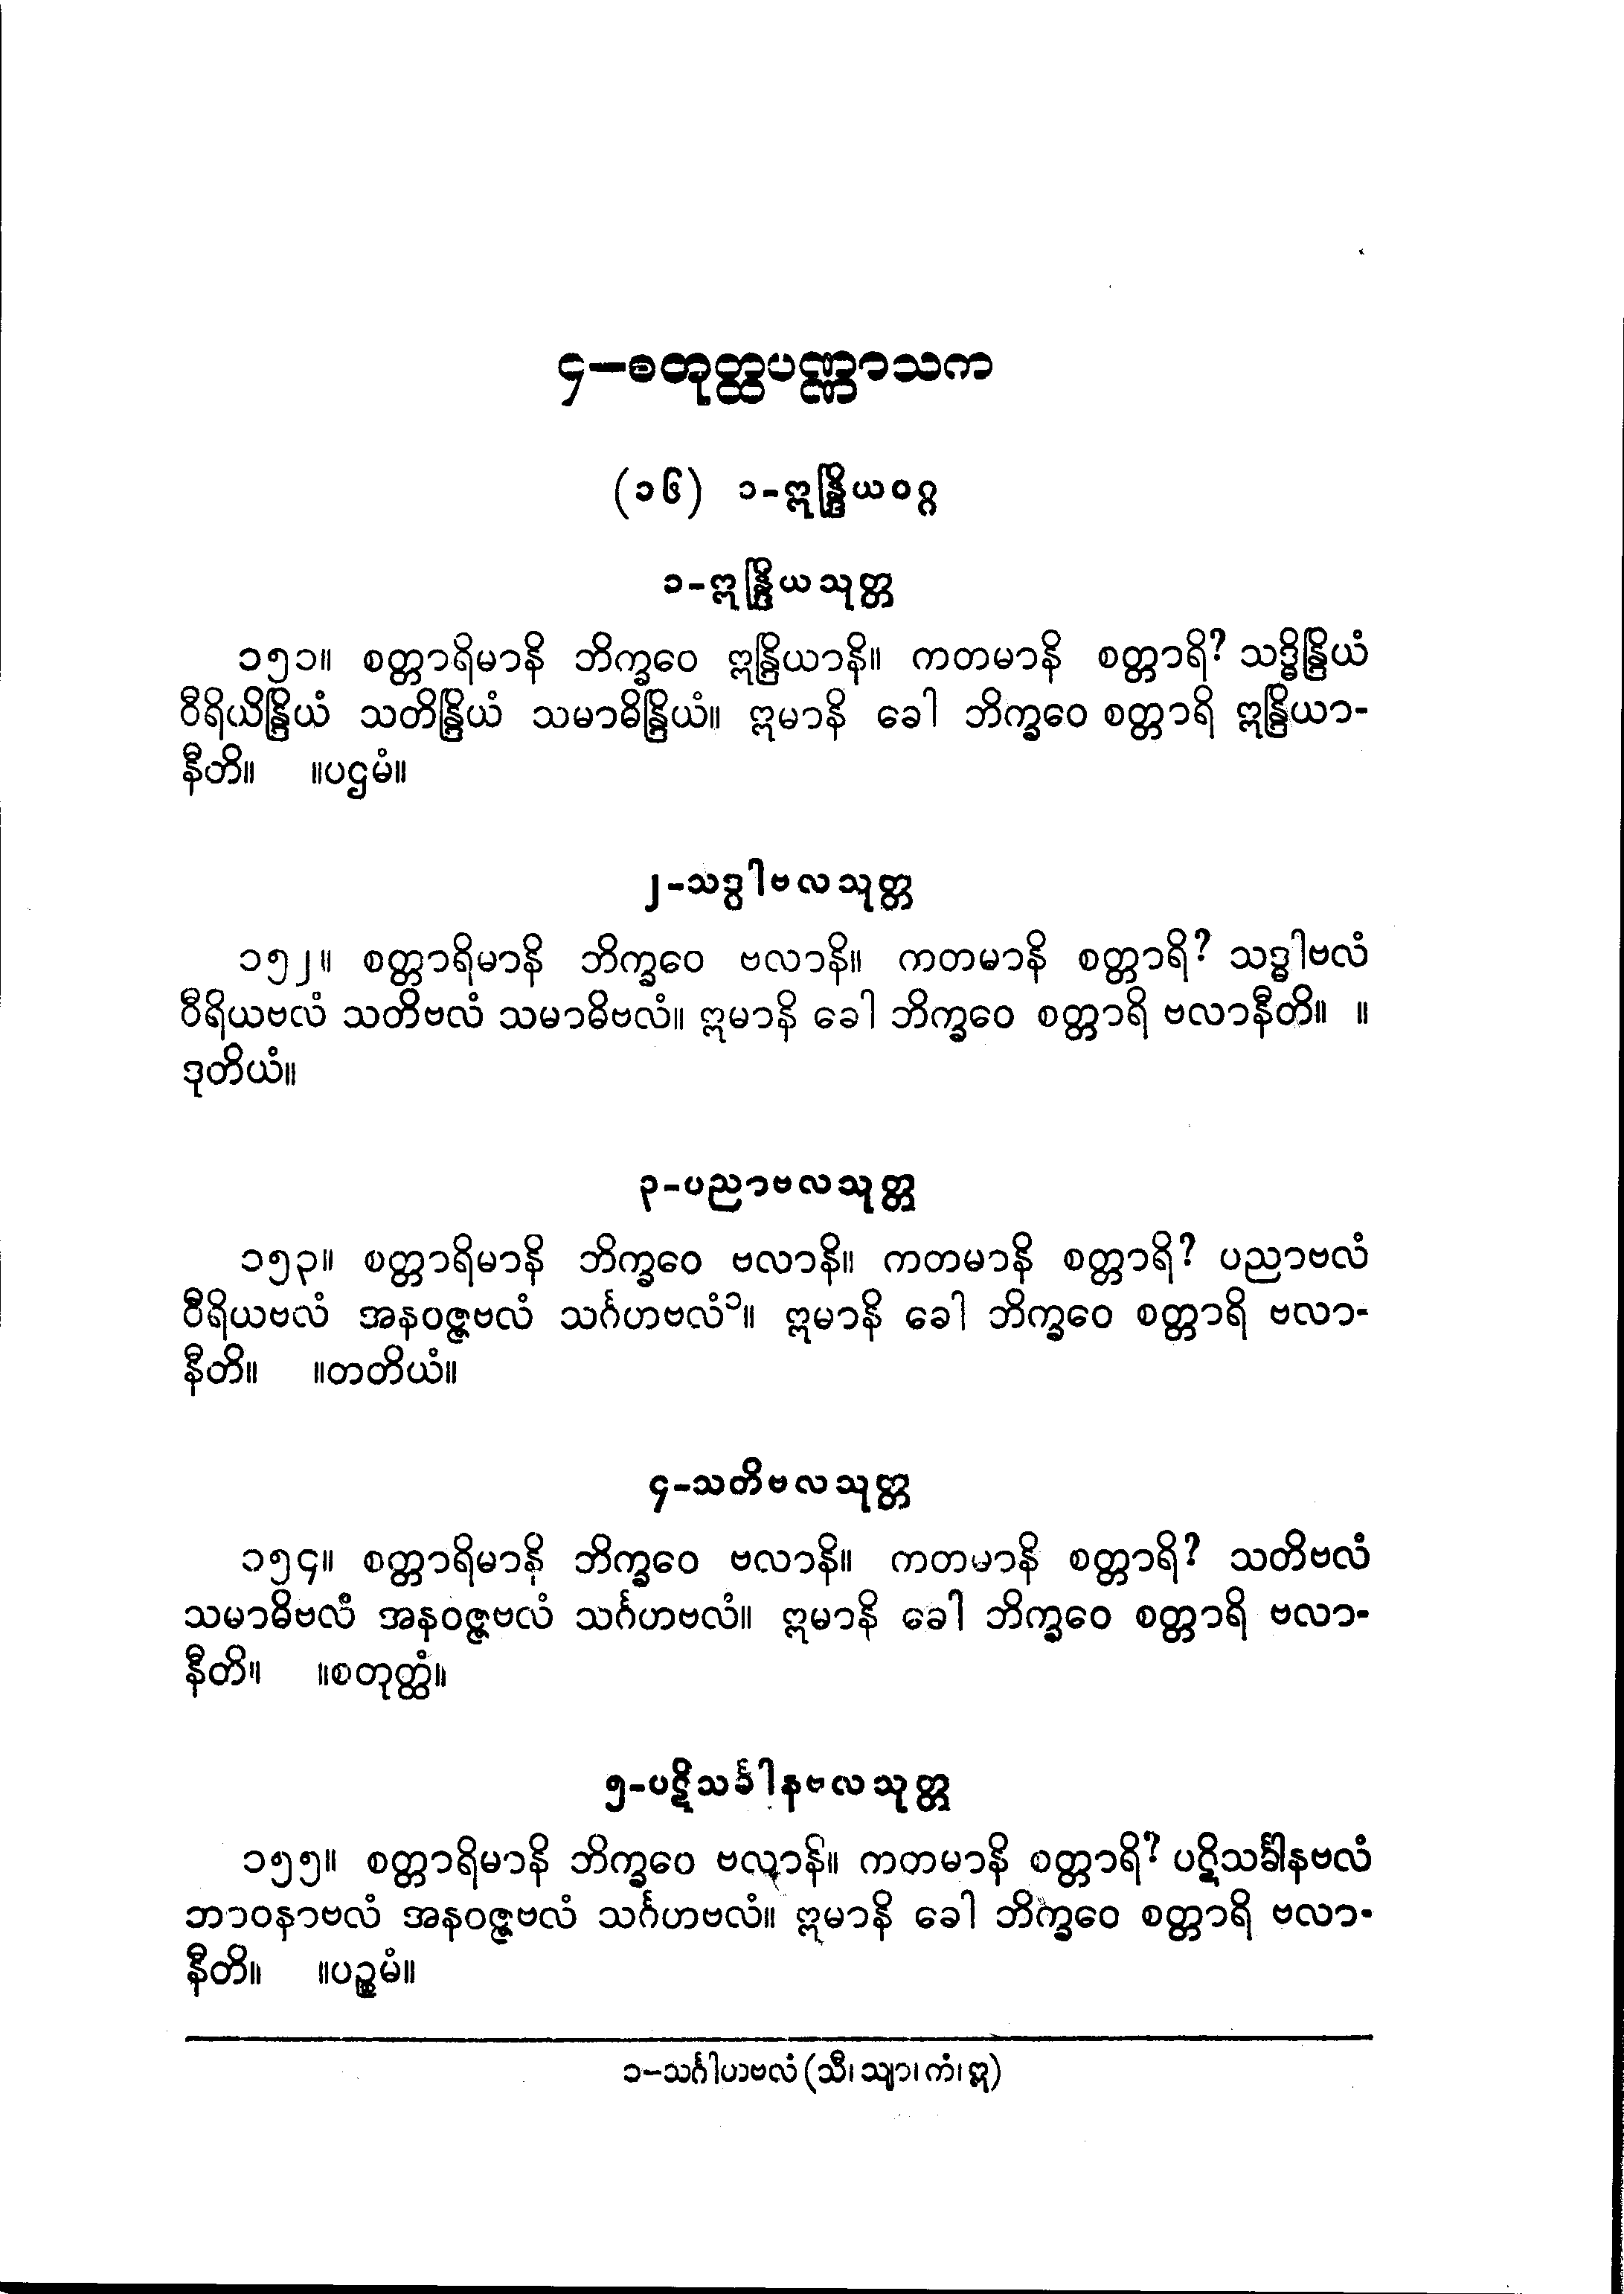 ၄–စတုတ္ထပဏ္ဏာသက
(၁၆) ၁-ဣန္ဒြိယဝဂ္ဂ
၁-ဣန္ဒြိယသုတ္တ
၁၅၁။ စတ္တာရိမာနိ ဘိက္ခဝေ ဣန္ဒြိယာနိ။ ကတမာနိ စတ္တာရိ? သဒ္ဓိန္ဒြိယံ
ဝီရိယိန္ဒြိယံ သတိန္ဒြိယံ သမာဓိန္ဒြိယံ။ ဣမာနိ ခေါ ဘိက္ခဝေ စတ္တာရိ ဣန္ဒြိယာ-
နီတိ။ ။ပဌမံ။
၂-သဒ္ဓါဗလသုတ္တ
၁၅၂။ စတ္တာရိမာနိ ဘိက္ခဝေ ဗလာနိ။ ကတမာနိ စတ္တာရိ? သဒ္ဓါဗလံ
ဝီရိယဗလံ သတိဗလံ သမာဓိဗလံ။ ဣမာနိ ခေါ ဘိက္ခဝေ စတ္တာရိ ဗလာနီတိ။ ။
ဒုတိယံ။
၃-ပညာဗလသုတ္တ
၁၅၃။ စတ္တာရိမာနိ ဘိက္ခဝေ ဗလာနိ။ ကတမာနိ စတ္တာရိ? ပညာဗလံ
ဝီရိယဗလံ အနဝဇ္ဇဗလံ သင်္ဂဟဗလံ၁။ ဣမာနိ ခေါ ဘိက္ခဝေ စတ္တာရိ ဗလာ-
နီတိ။ ။တတိယံ။
၄-သတိဗလသုတ္တ
၁၅၄။ စတ္တာရိမာနိ ဘိက္ခဝေ ဗလာနိ။ ကတမာနိ စတ္တာရိ? သတိဗလံ
သမာဓိဗလံ အနဝဇ္ဇဗလံ သင်္ဂဟဗလံ။ ဣမာနိ ခေါ ဘိက္ခဝေ စတ္တာရိ ဗလာ-
နီတိ။ ။စတုတ္ထံ။
၅-ပဋိသင်္ခါနဗလသုတ္တ
၁၅၅။ စတ္တာရိမာနိ ဘိက္ခဝေ ဗလာနိ။ ကတမာနိ စတ္တာရိ? ပဋိသင်္ခါနဗလံ
ဘာဝနာဗလံ အနဝဇ္ဇဗလံ သင်္ဂဟဗလံ။ ဣမာနိ ခေါ ဘိက္ခဝေ စတ္တာရိ ဗလာ-
နီတိ။ ။ပဉ္စမံ။
၁–သင်္ဂါဟဗလံ (သီ၊ သျာ၊ ကံ၊ ဣ)